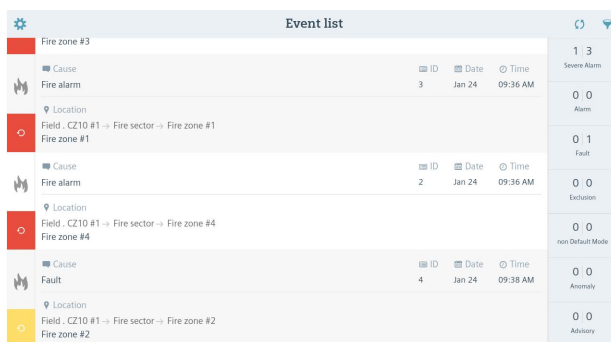 Event list
Fire zone #3
Cause ID Date Time
Fire alarm 3 Jan 24 09:36 AM
Location
Field . CZ10 #1 → Fire sector → Fire zone #1
Fire zone #1
Cause ID Date Time
Fire alarm 2 Jan 24 09:36 AM
Location
Field . CZ10 #1 → Fire sector → Fire zone #4
Fire zone #4
Cause ID Date Time
Fault 4 Jan 24 09:38 AM
Location
Field . CZ10 #1 → Fire sector → Fire zone #2
Fire zone #2
1 | 3
Severe Alarm
0 | 0
Alarm
0 | 1
Fault
0 | 0
Exclusion
0 | 0
non Default Mode
0 | 0
Anomaly
0 | 0
Advisory